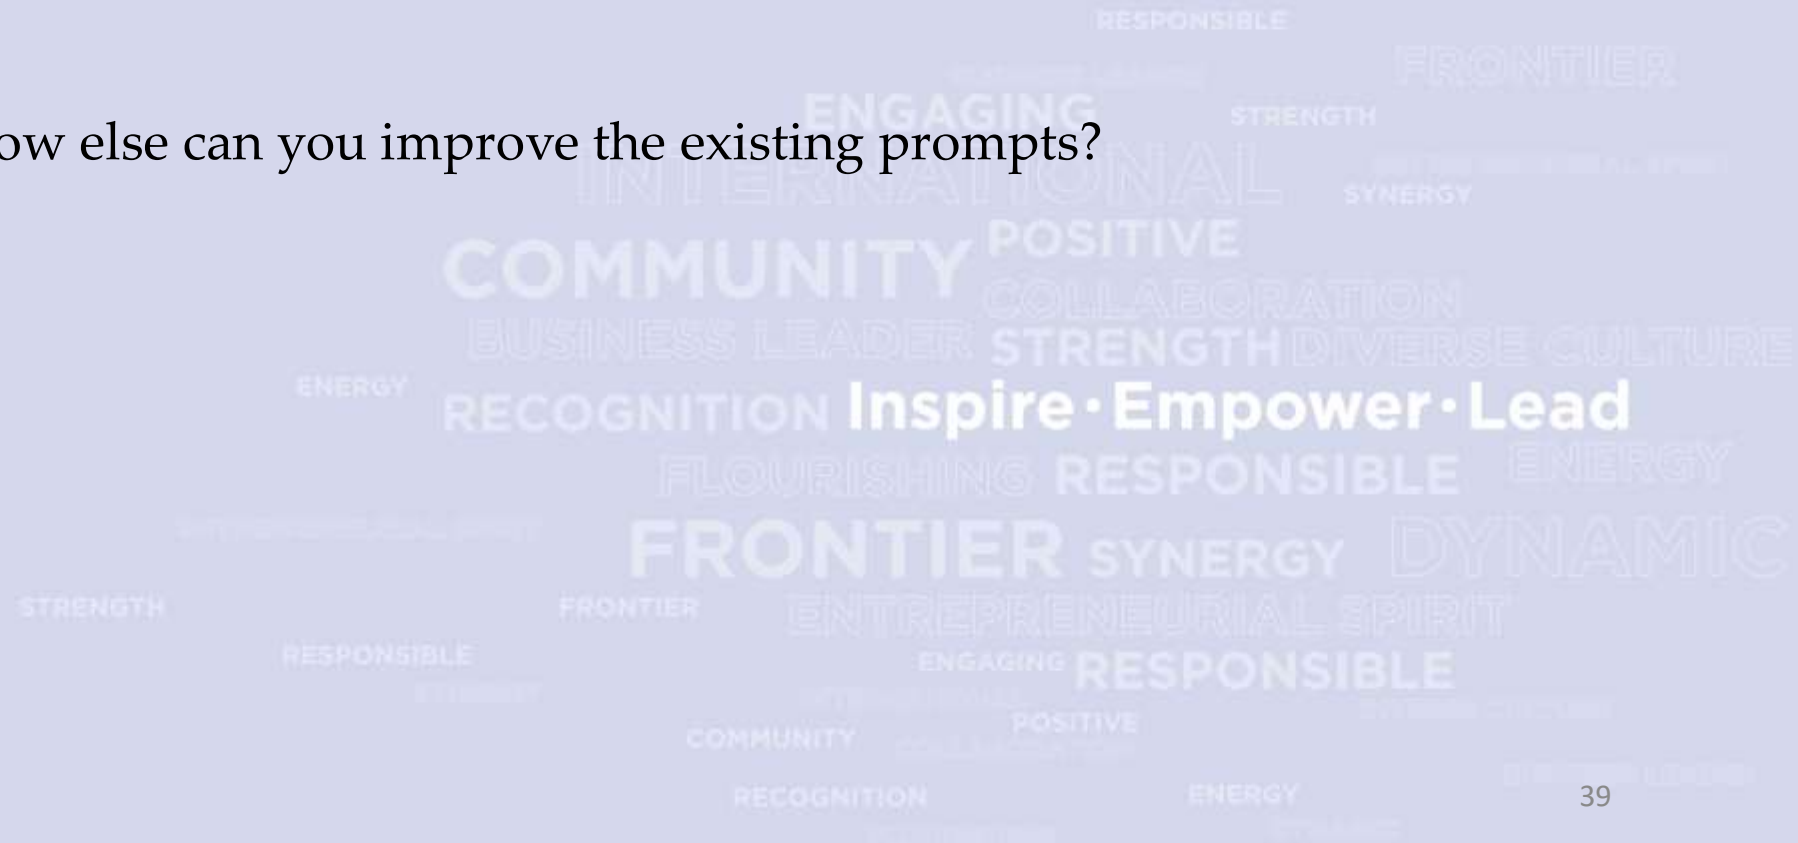 RESPONSIBLE
FRONTIER
ENGAGING
STRENGTH
ow else can you improve the existing prompts?
INTERNATIONAL
SYNERGY
COMMUNITY
POSITIVE
COLLABORATION
BUSINESS LEADER
STRENGTH
DIVERSE CULTURE
ENERGY
RECOGNITION
Inspire·Empower·Lead
FLOURISHING
RESPONSIBLE
ENERGY
FRONTIER
SYNERGY
DYNAMIC
ENTREPRENEURIAL SPIRIT
STRENGTH
FRONTIER
ENTREPRENEURIAL SPIRIT
RESPONSIBLE
ENGAGING
RESPONSIBLE
COMMUNITY
POSITIVE
RECOGNITION
ENERGY
39